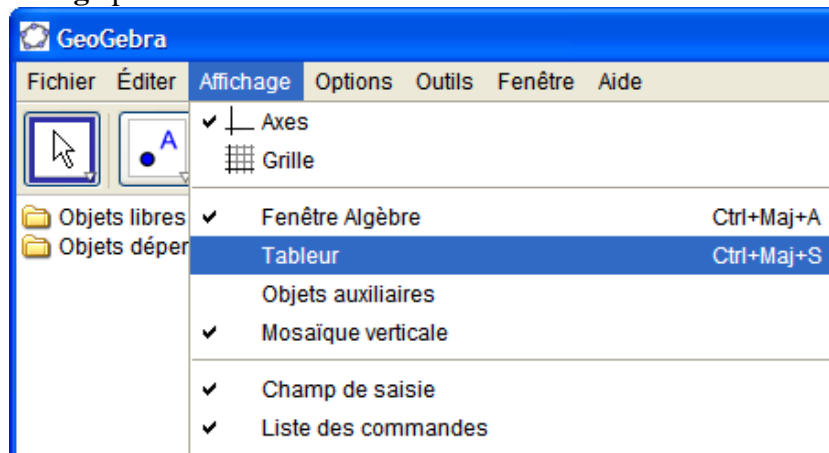 GeoGebra
Fichier Éditer Affichage Options Outils Fenêtre Aide
A
Axes
Grille
Objets libres
Fenêtre Algèbre Ctrl+Maj+A
Objets déper
Tableur Ctrl+Maj+S
Objets auxiliaires
Mosaïque verticale
Champ de saisie
Liste des commandes